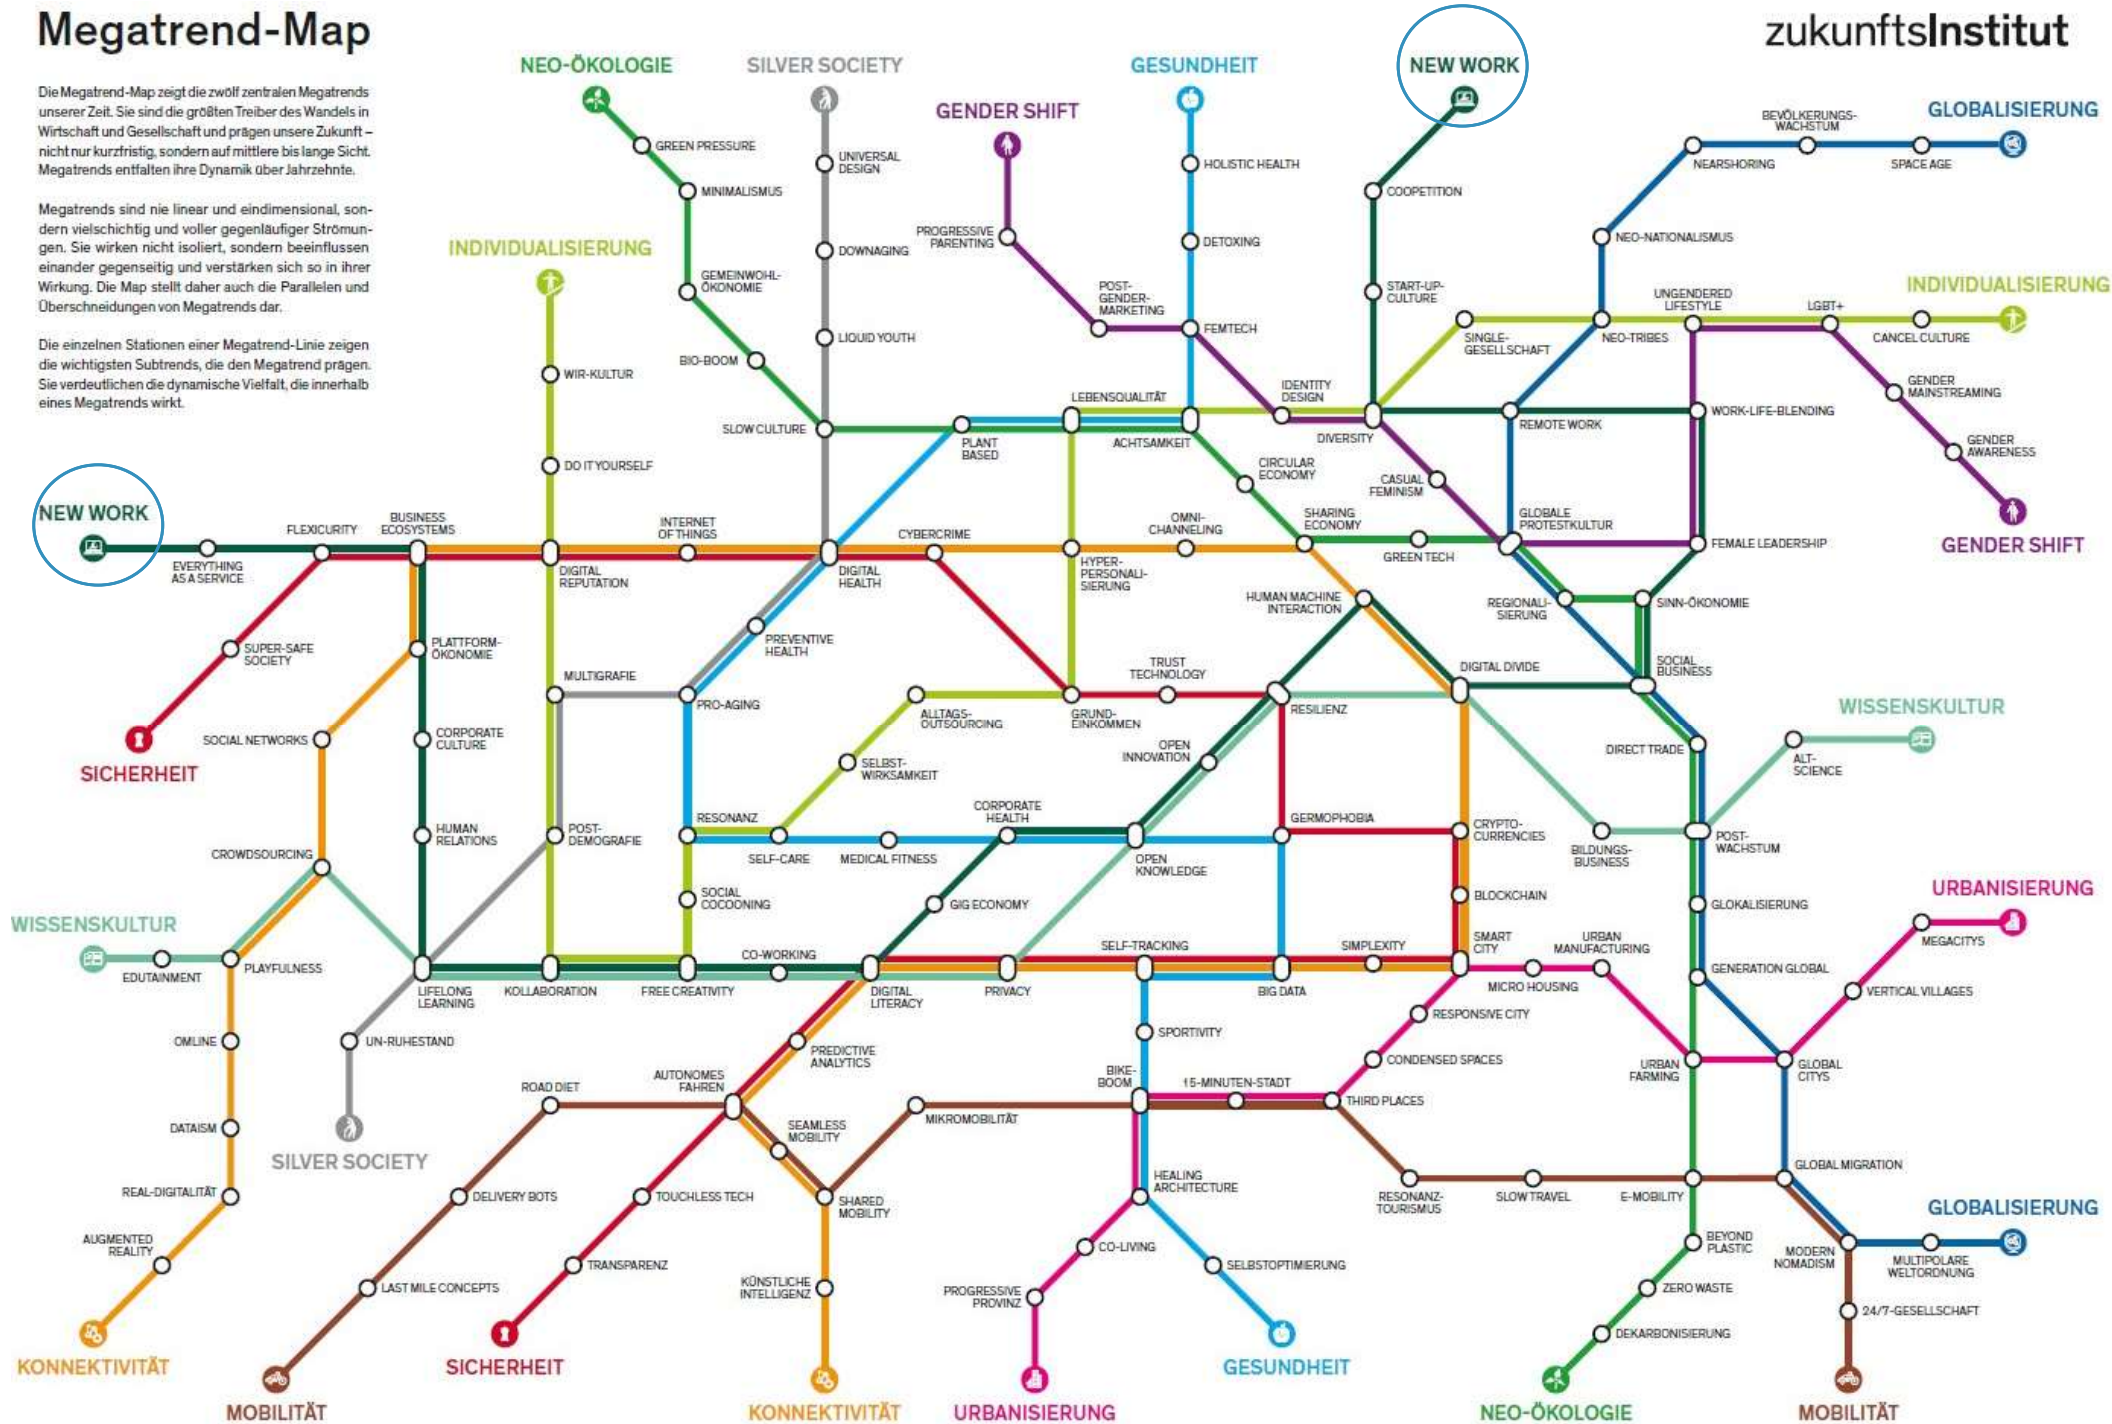 Megatrend-Map
zukunftsInstitut
Die Megatrend-Map zeigt die zwölf zentralen Megatrends
unserer Zeit. Sie sind die größten Treiber des Wandels in
Wirtschaft und Gesellschaft und prägen unsere Zukunft –
nicht nur kurzfristig, sondern auf mittlere bis lange Sicht.
Megatrends entfalten ihre Dynamik über Jahrzehnte.
Megatrends sind nie linear und eindimensional, son-
dern vielschichtig und voller gegenläufiger Strömun-
gen. Sie wirken nicht isoliert, sondern beeinflussen
einander gegenseitig und verstärken sich so in ihrer
Wirkung. Die Map stellt daher auch die Parallelen und
Überschneidungen von Megatrends dar.
Die einzelnen Stationen einer Megatrend-Linie zeigen
die wichtigsten Subtrends, die den Megatrend prägen.
Sie verdeutlichen die dynamische Vielfalt, die innerhalb
eines Megatrends wirkt.
NEO-ÖKOLOGIE
SILVER SOCIETY
GESUNDHEIT
NEW WORK
GENDER SHIFT
GLOBALISIERUNG
BEVÖLKERUNGS-
WACHSTUM
NEARSHORING
SPACE AGE
GREEN PRESSURE
UNIVERSAL
DESIGN
HOLISTIC HEALTH
MINIMALISMUS
COOPETITION
PROGRESSIVE
PARENTING
DETOXING
NEO-NATIONALISMUS
INDIVIDUALISIERUNG
DOWNAGING
GEMEINWOHL-
ÖKONOMIE
POST-
GENDER-
MARKETING
START-UP-
CULTURE
UNGENDERED
LIFESTYLE
LGBT+
INDIVIDUALISIERUNG
LIQUID YOUTH
FEMTECH
SINGLE-
GESELLSCHAFT
NEO-TRIBES
CANCEL CULTURE
BIO-BOOM
WIR-KULTUR
LEBENSQUALITÄT
IDENTITY
DESIGN
GENDER
MAINSTREAMING
SLOW CULTURE
PLANT
BASED
ACHTSAMKEIT
DIVERSITY
REMOTE WORK
WORK-LIFE-BLENDING
DO IT YOURSELF
CIRCULAR
ECONOMY
CASUAL
FEMINISM
GENDER
AWARENESS
NEW WORK
FLEXICURITY
BUSINESS
ECOSYSTEMS
INTERNET
OF THINGS
CYBERCRIME
OMNI-
CHANNELING
SHARING
ECONOMY
GLOBALE
PROTESTKULTUR
GREEN TECH
FEMALE LEADERSHIP
GENDER SHIFT
EVERYTHING
AS A SERVICE
DIGITAL
REPUTATION
DIGITAL
HEALTH
HYPER-
PERSONALI-
SIERUNG
HUMAN MACHINE
INTERACTION
REGIONALI-
SIERUNG
SINN-ÖKONOMIE
SUPER-SAFE
SOCIETY
PLATTFORM-
ÖKONOMIE
PREVENTIVE
HEALTH
MULTIGRAFIE
TRUST
TECHNOLOGY
DIGITAL DIVIDE
SOCIAL
BUSINESS
PRO-AGING
ALLTAGS-
OUTSOURCING
GRUND-
EINKOMMEN
RESILIENZ
WISSENSKULTUR
SOCIAL NETWORKS
CORPORATE
CULTURE
SELBST-
WIRKSAMKEIT
OPEN
INNOVATION
DIRECT TRADE
ALT-
SCIENCE
SICHERHEIT
RESONANZ
CORPORATE
HEALTH
GERMOPHOBIA
CRYPTO-
CURRENCIES
HUMAN
RELATIONS
POST-
DEMOGRAFIE
SELF-CARE
MEDICAL FITNESS
OPEN
KNOWLEDGE
BILDUNGS-
BUSINESS
POST-
WACHSTUM
CROWDSOURCING
SOCIAL
COCOONING
GIG ECONOMY
BLOCKCHAIN
GLOKALISIERUNG
URBANISIERUNG
WISSENSKULTUR
EDUTAINMENT
PLAYFULNESS
CO-WORKING
SELF-TRACKING
SIMPLEXITY
SMART
CITY
URBAN
MANUFACTURING
MEGACITYS
LIFELONG
LEARNING
KOLLABORATION
FREE CREATIVITY
DIGITAL
LITERACY
PRIVACY
BIG DATA
MICRO HOUSING
GENERATION GLOBAL
VERTICAL VILLAGES
OMLINE
UN-RUHESTAND
PREDICTIVE
ANALYTICS
SPORTIVITY
RESPONSIVE CITY
CONDENSED SPACES
URBAN
FARMING
GLOBAL
CITYS
ROAD DIET
AUTONOMES
FAHREN
BIKE-
BOOM
15-MINUTEN-STADT
THIRD PLACES
MIKROMOBILITÄT
DATAISM
SEAMLESS
MOBILITY
SILVER SOCIETY
GLOBAL MIGRATION
REAL-DIGITALITÄT
DELIVERY BOTS
TOUCHLESS TECH
SHARED
MOBILITY
HEALING
ARCHITECTURE
RESONANZ-
TOURISMUS
SLOW TRAVEL
E-MOBILITY
GLOBALISIERUNG
AUGMENTED
REALITY
TRANSPARENZ
CO-LIVING
SELBSTOPTIMIERUNG
BEYOND
PLASTIC
MODERN
NOMADISM
MULTIPOLARE
WELTORDNUNG
LAST MILE CONCEPTS
KÜNSTLICHE
INTELLIGENZ
PROGRESSIVE
PROVINZ
ZERO WASTE
24/7-GESELLSCHAFT
DEKARBONISIERUNG
KONNEKTIVITÄT
SICHERHEIT
GESUNDHEIT
MOBILITÄT
KONNEKTIVITÄT
URBANISIERUNG
NEO-ÖKOLOGIE
MOBILITÄT